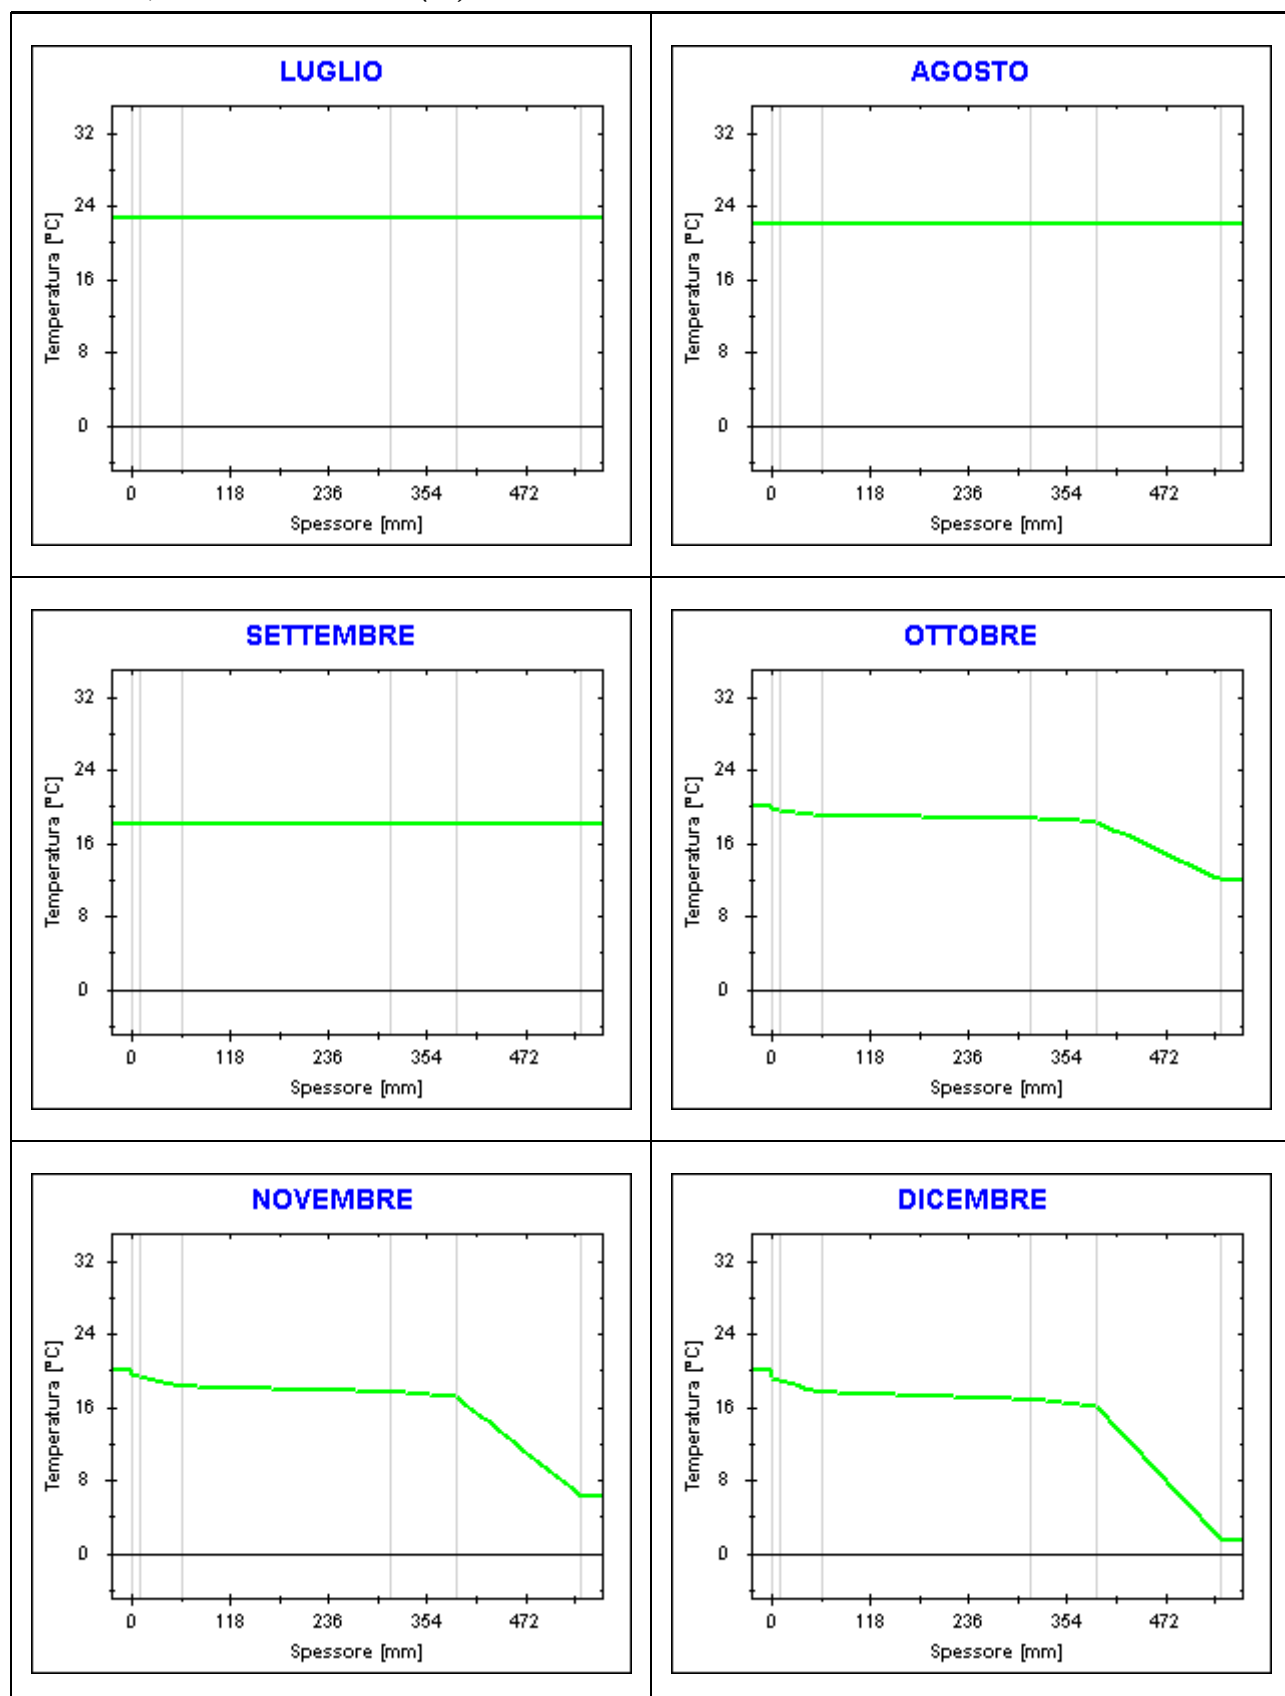 LUGLIO
32
24
16
8
0
Temperatura [°C]
0 118 236 354 472
Spessore [mm]
AGOSTO
32
24
16
8
0
Temperatura [°C]
0 118 236 354 472
Spessore [mm]
SETTEMBRE
32
24
16
8
0
Temperatura [°C]
0 118 236 354 472
Spessore [mm]
OTTOBRE
32
24
16
8
0
Temperatura [°C]
0 118 236 354 472
Spessore [mm]
NOVEMBRE
32
24
16
8
0
Temperatura [°C]
0 118 236 354 472
Spessore [mm]
DICEMBRE
32
24
16
8
0
Temperatura [°C]
0 118 236 354 472
Spessore [mm]